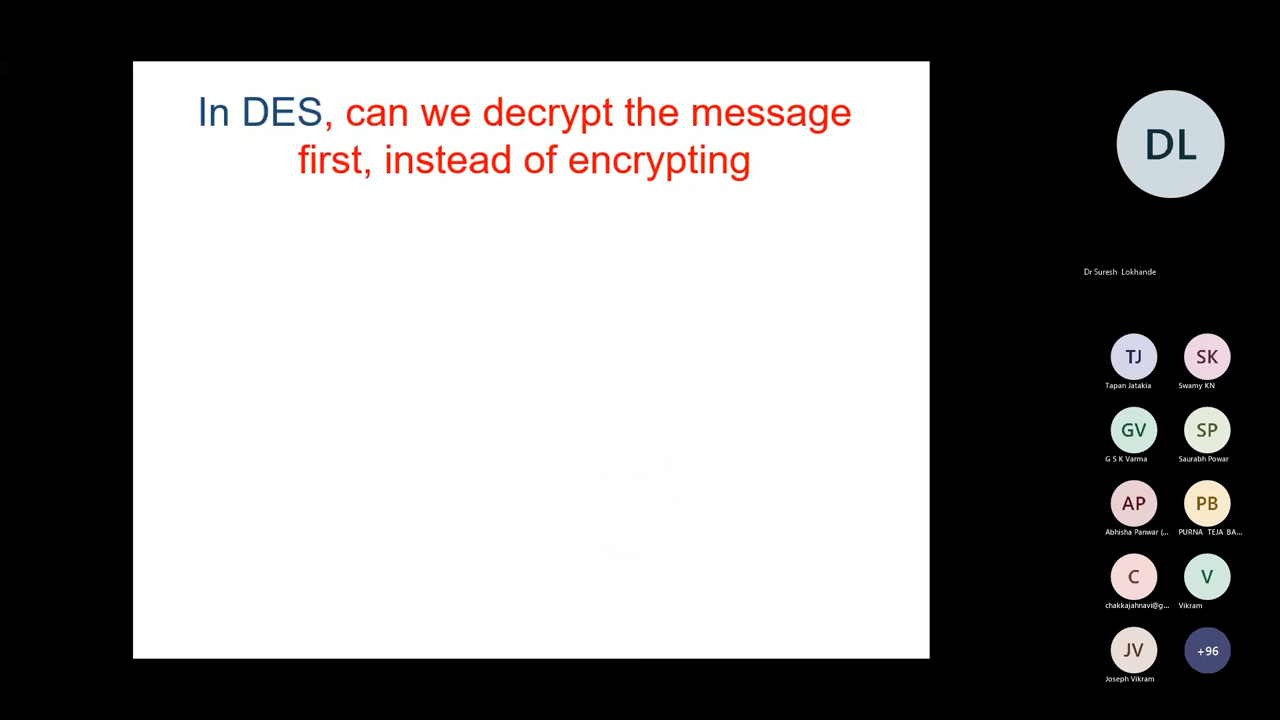 In DES, can we decrypt the message
first, instead of encrypting
DL
Dr Suresh Lokhande
TJ
SK
Tapan Jatakia
Swamy KN
GV
SP
G S K Varma
Saurabh Powar
AP
PB
Abhisha Panwar (...
PURNA TEJA BA...
C
V
chakkajahnavi@g...
Vikram
JV
+96
Joseph Vikram